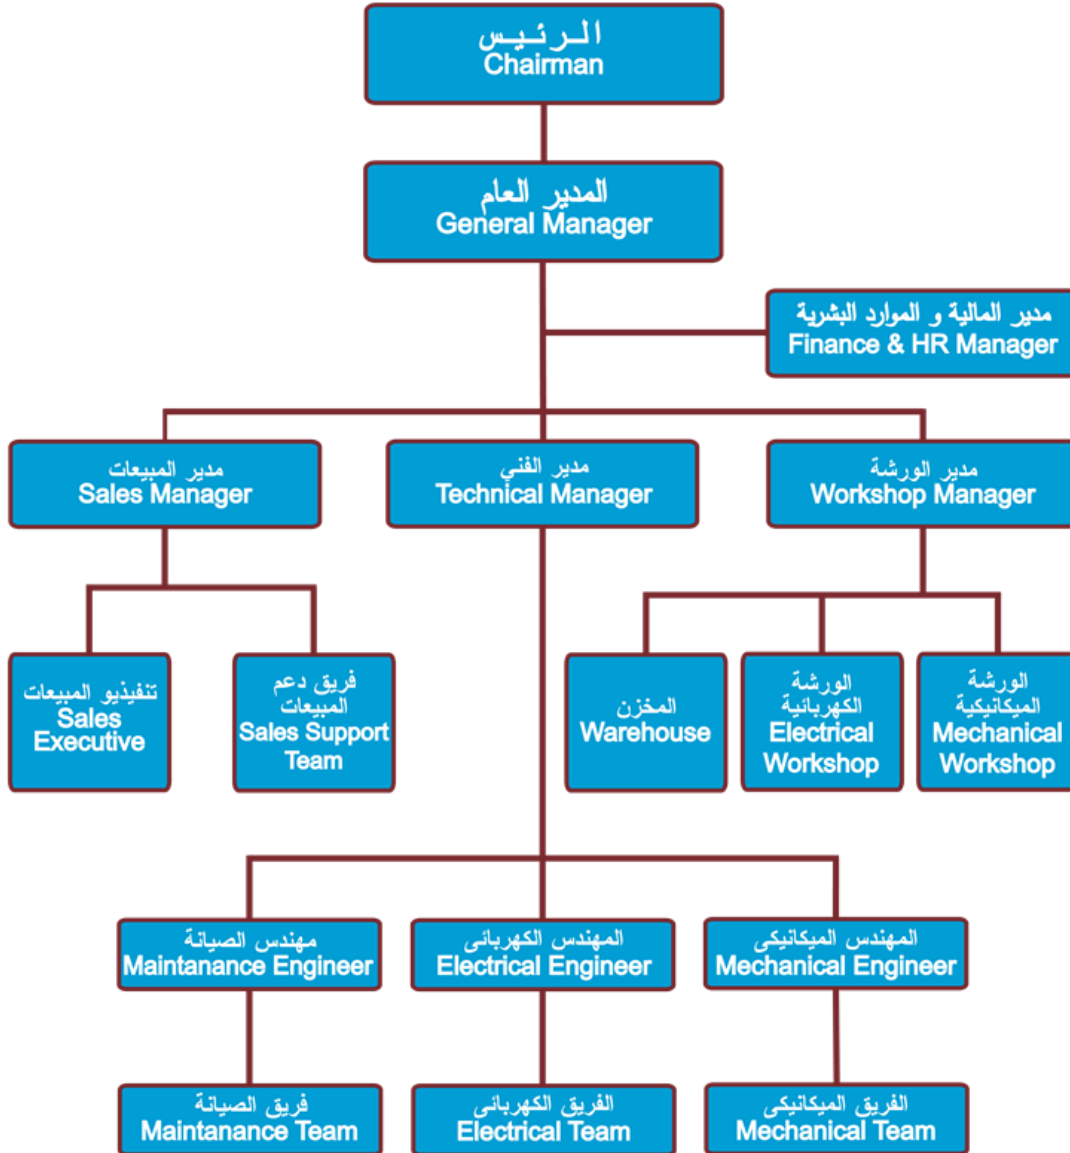 الرئيس
Chairman
المدير العام
General Manager
مدير المالية و الموارد البشرية
Finance & HR Manager
مدير المبيعات
Sales Manager
مدير الفني
Technical Manager
مدير الورشة
Workshop Manager
تنفيذيو المبيعات
Sales
Executive
فريق دعم
المبيعات
Sales Support
Team
المخزن
Warehouse
الورشة
الكهربائية
Electrical
Workshop
الورشة
الميكانيكية
Mechanical
Workshop
مهندس الصيانة
Maintanance Engineer
المهندس الكهربائى
Electrical Engineer
المهندس الميكانيكى
Mechanical Engineer
فريق الصيانة
Maintanance Team
الفريق الكهربائى
Electrical Team
الفريق الميكانيكى
Mechanical Team